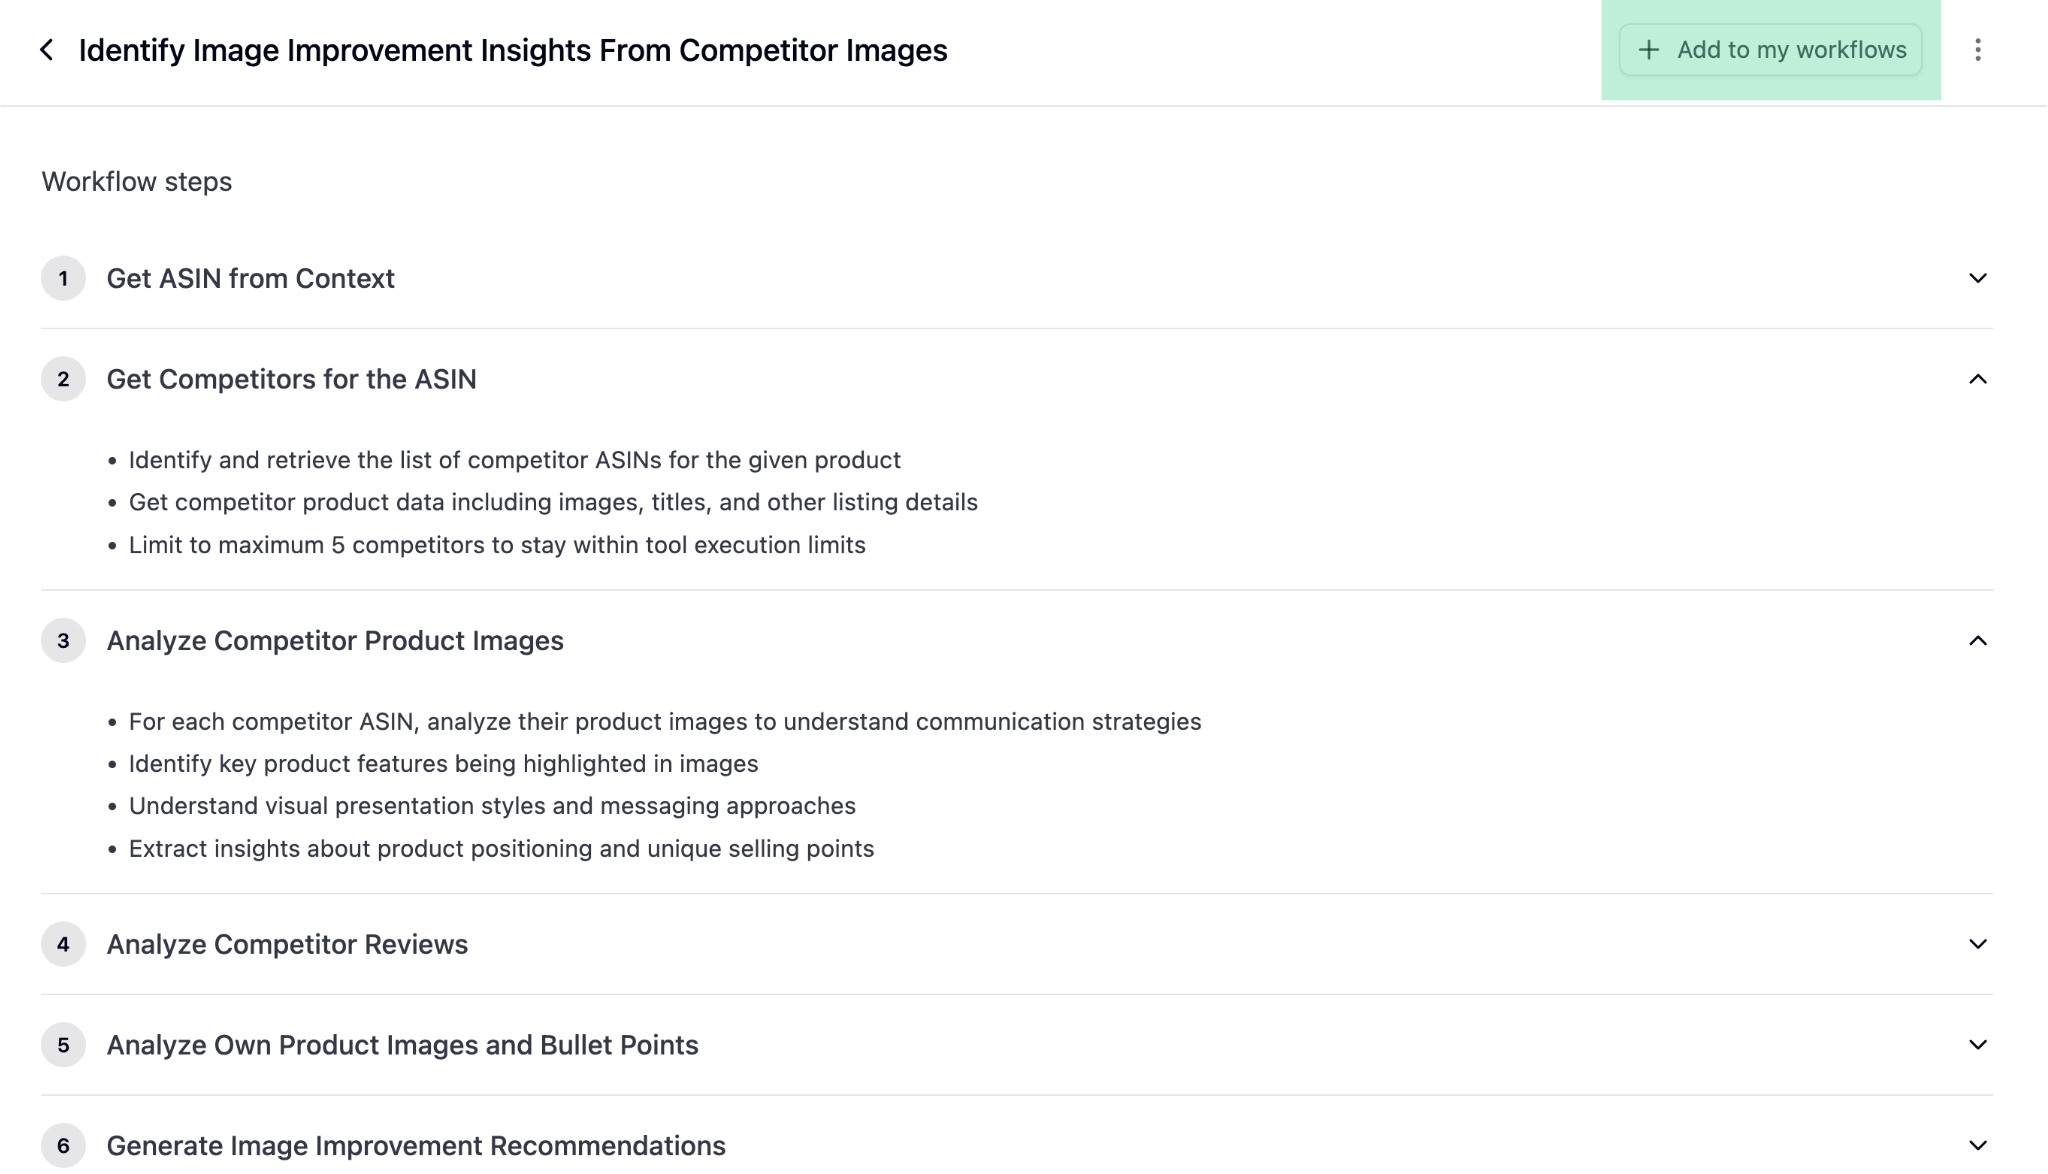 Identify Image Improvement Insights From Competitor Images
+ Add to my workflows
Workflow steps
1 Get ASIN from Context
2 Get Competitors for the ASIN
• Identify and retrieve the list of competitor ASINs for the given product
• Get competitor product data including images, titles, and other listing details
• Limit to maximum 5 competitors to stay within tool execution limits
3 Analyze Competitor Product Images
• For each competitor ASIN, analyze their product images to understand communication strategies
• Identify key product features being highlighted in images
• Understand visual presentation styles and messaging approaches
• Extract insights about product positioning and unique selling points
4 Analyze Competitor Reviews
5 Analyze Own Product Images and Bullet Points
6 Generate Image Improvement Recommendations